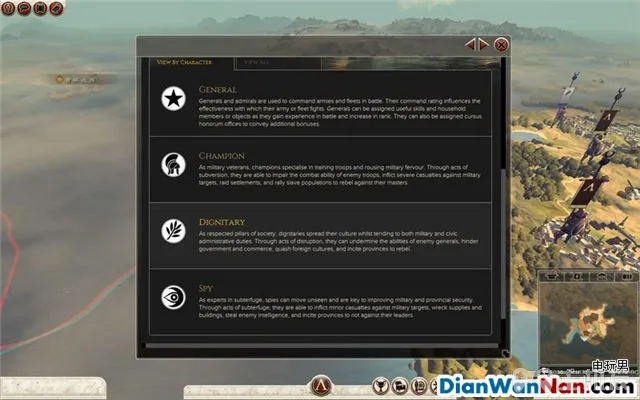 VIEW BY CHARACTER
VIEW ALL
GENERAL
Generals and admirals are used to command armies and fleets in battle. Their command rating influences the
effectiveness with which their army or fleet fights. Generals can be assigned useful skills and household
members or objects as they gain experience in battle and increase in rank. They can also be assigned cursus
honorum offices to convey additional bonuses.
CHAMPION
As military veterans, champions specialise in training troops and rousing military fervour. Through acts of
subversion, they are able to impair the combat ability of enemy troops, inflict severe casualties against military
targets, raid settlements, and rally slave populations to rebel against their masters.
DIGNITARY
As respected pillars of society, dignitaries spread their culture whilst tending to both military and civic
administrative duties. Through acts of disruption, they can undermine the abilities of enemy generals, hinder
government and commerce, quash foreign cultures, and incite provinces to rebel.
SPY
As experts in subterfuge, spies can move unseen and are key to improving military and provincial security.
Through acts of subterfuge, they are able to inflict minor casualties against military targets, wreck supplies and
buildings, steal enemy intelligence, and incite provinces to riot against their leaders.
电玩男
DianWanNan.com